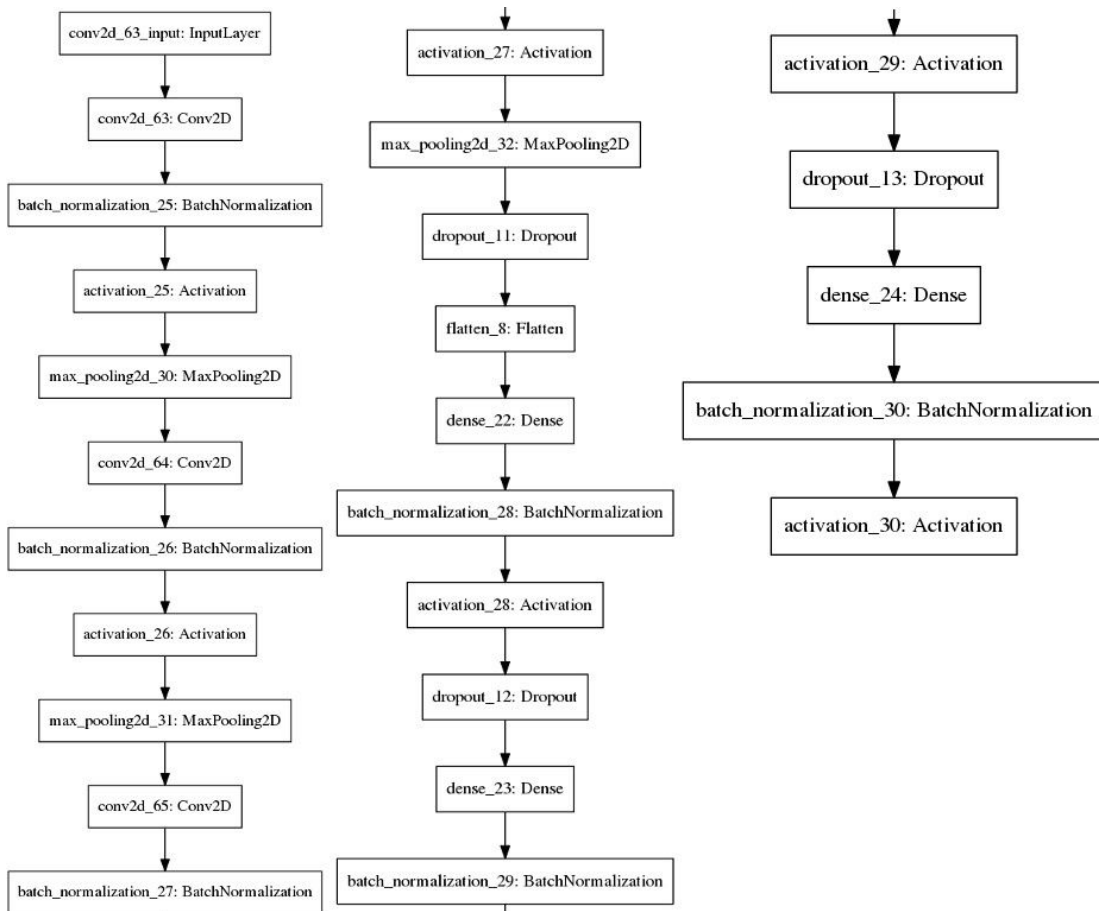 conv2d_63_input: InputLayer
conv2d_63: Conv2D
batch_normalization_25: BatchNormalization
activation_25: Activation
max_pooling2d_30: MaxPooling2D
conv2d_64: Conv2D
batch_normalization_26: BatchNormalization
activation_26: Activation
max_pooling2d_31: MaxPooling2D
conv2d_65: Conv2D
batch_normalization_27: BatchNormalization
activation_27: Activation
max_pooling2d_32: MaxPooling2D
dropout_11: Dropout
flatten_8: Flatten
dense_22: Dense
batch_normalization_28: BatchNormalization
activation_28: Activation
dropout_12: Dropout
dense_23: Dense
batch_normalization_29: BatchNormalization
activation_29: Activation
dropout_13: Dropout
dense_24: Dense
batch_normalization_30: BatchNormalization
activation_30: Activation